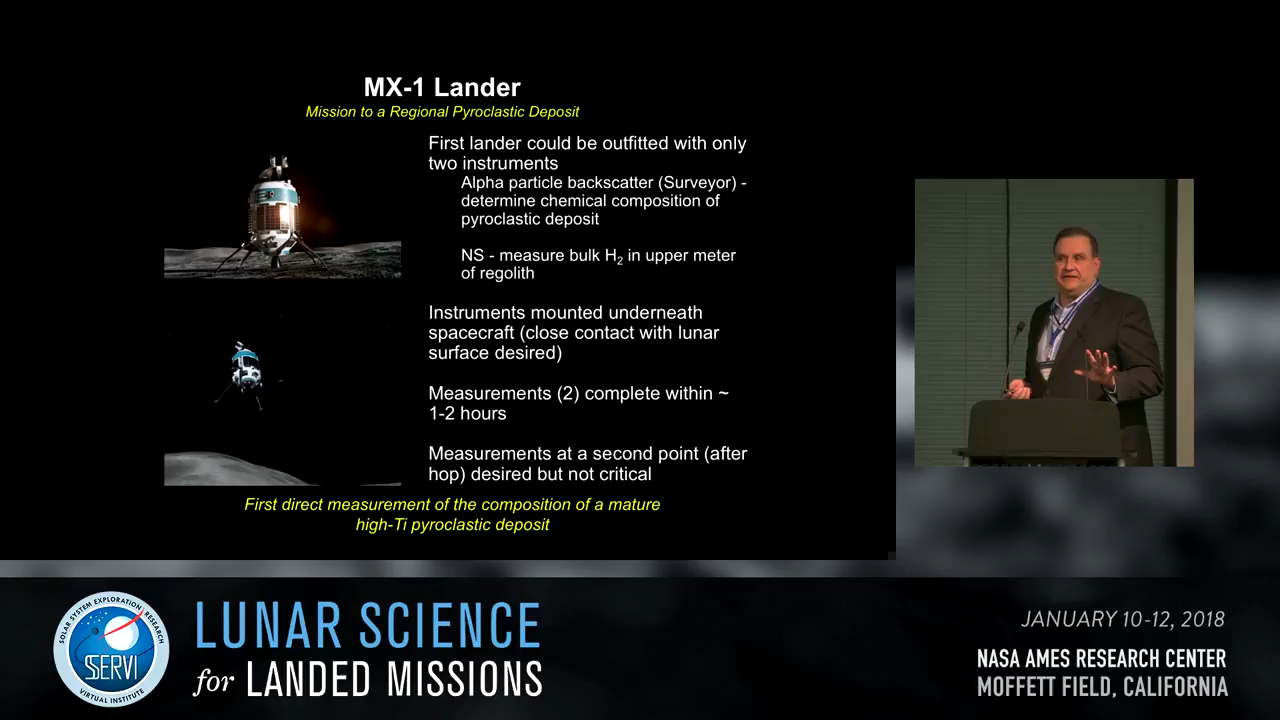 MX-1 Lander
Mission to a Regional Pyroclastic Deposit
First lander could be outfitted with only
two instruments
Alpha particle backscatter (Surveyor) -
determine chemical composition of
pyroclastic deposit
NS - measure bulk H₂ in upper meter
of regolith
Instruments mounted underneath
spacecraft (close contact with lunar
surface desired)
Measurements (2) complete within ~
1-2 hours
Measurements at a second point (after
hop) desired but not critical
First direct measurement of the composition of a mature
high-Ti pyroclastic deposit
SOLAR SYSTEM EXPLORATION RESEARCH
SSERVI
VIRTUAL INSTITUTE
LUNAR SCIENCE
for LANDED MISSIONS
JANUARY 10-12, 2018
NASA AMES RESEARCH CENTER
MOFFETT FIELD, CALIFORNIA